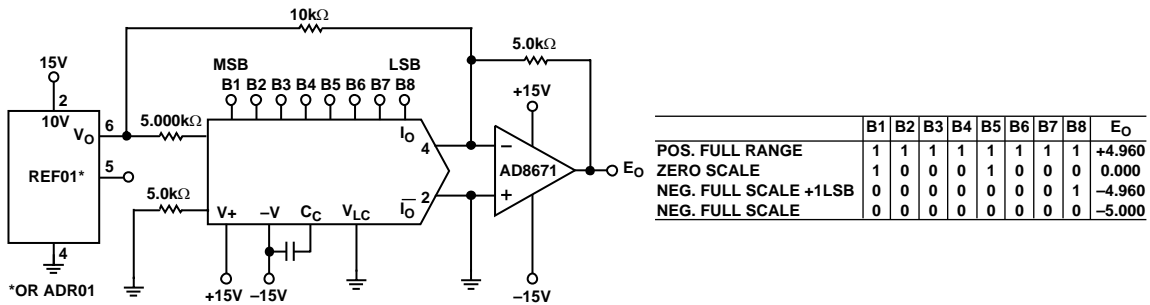 10kΩ
5.0kΩ
15V
MSB LSB
B1 B2 B3 B4 B5 B6 B7 B8
+15V
2
10V
VO
6
5.000kΩ
IO
4
−
AD8671
EO
REF01*
5
5.0kΩ
V+ −V CC VLC
IO
2
+
4
*OR ADR01
+15V −15V
−15V
B1 B2 B3 B4 B5 B6 B7 B8 EO
POS. FULL RANGE 1 1 1 1 1 1 1 1 +4.960
ZERO SCALE 1 0 0 0 1 0 0 0 0.000
NEG. FULL SCALE +1LSB 0 0 0 0 0 0 0 1 −4.960
NEG. FULL SCALE 0 0 0 0 0 0 0 0 −5.000